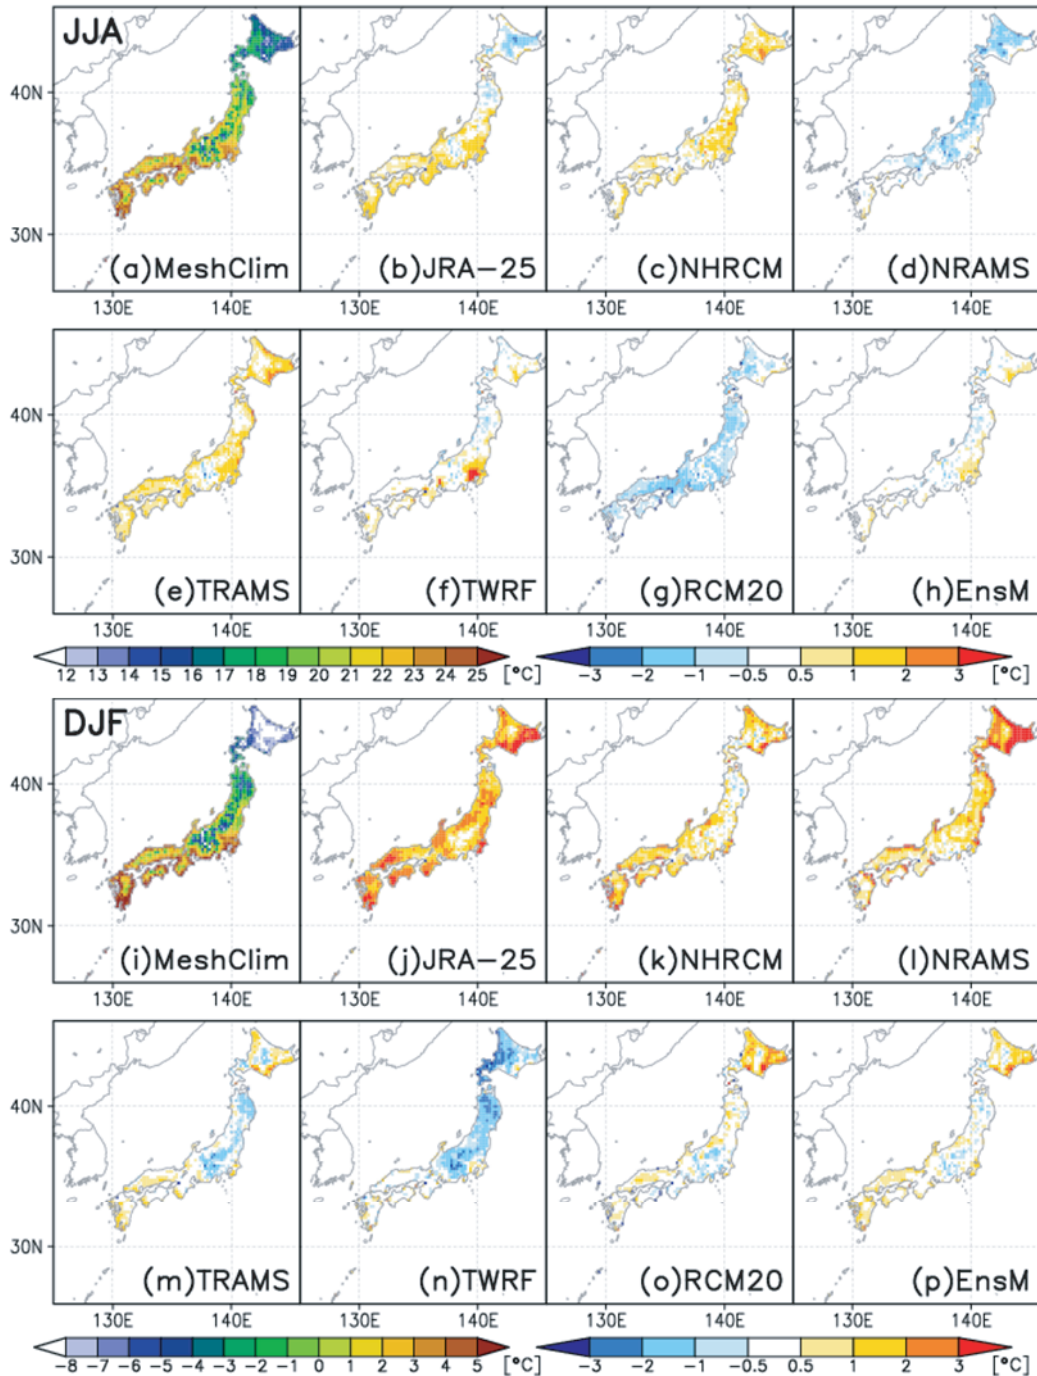 JJA
40N
30N
(a)MeshClim
(b)JRA-25
(c)NHRCM
(d)NRAMS
130E 140E 130E 140E 130E 140E 130E 140E
40N
30N
(e)TRAMS
(f)TWRF
(g)RCM20
(h)EnsM
130E 140E 130E 140E 130E 140E 130E 140E
12 13 14 15 16 17 18 19 20 21 22 23 24 25 [°C]
-3 -2 -1 -0.5 0.5 1 2 3 [°C]
DJF
40N
30N
(i)MeshClim
(j)JRA-25
(k)NHRCM
(l)NRAMS
130E 140E 130E 140E 130E 140E 130E 140E
40N
30N
(m)TRAMS
(n)TWRF
(o)RCM20
(p)EnsM
130E 140E 130E 140E 130E 140E 130E 140E
-8 -7 -6 -5 -4 -3 -2 -1 0 1 2 3 4 5 [°C]
-3 -2 -1 -0.5 0.5 1 2 3 [°C]